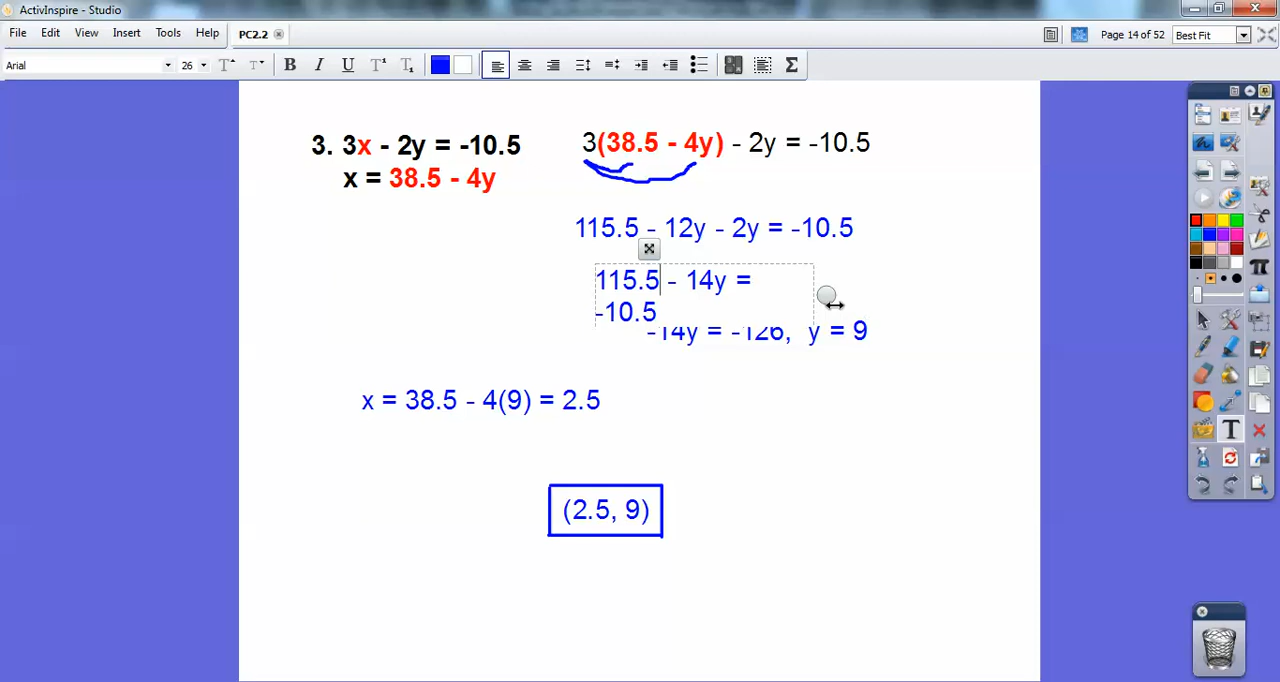 ActivInspire - Studio
File Edit View Insert Tools Help
PC2.2
Page 14 of 52
Best Fit
Arial
26
3. 3x - 2y = -10.5
x = 38.5 - 4y
3(38.5 - 4y) - 2y = -10.5
115.5 - 12y - 2y = -10.5
115.5 - 14y =
-10.5
-14y = -126, y = 9
x = 38.5 - 4(9) = 2.5
(2.5, 9)